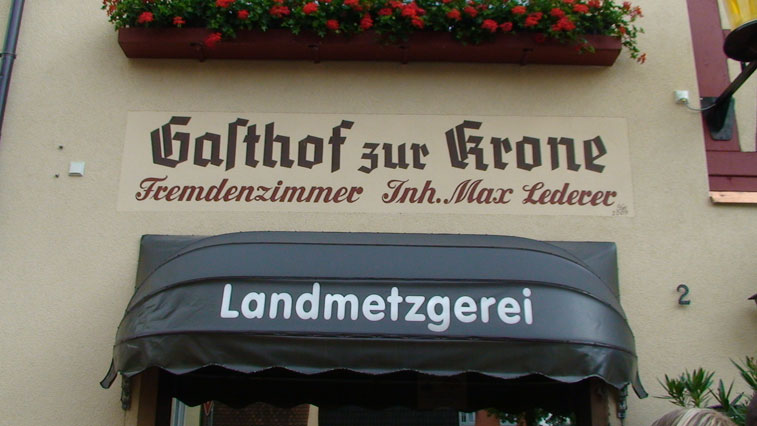 Gaſthof zur Krone
Fremdenzimmer Inh. Max Lederer
Landmetzgerei
2